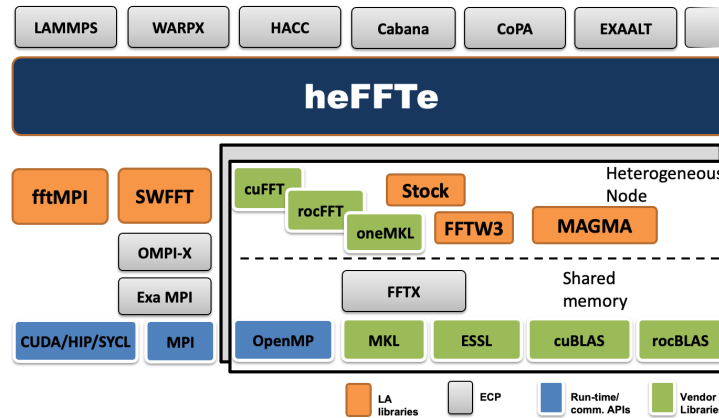 LAMMPS WARPX HACC Cabana CoPA EXAALT
heFFTe
fftMPI SWFFT cuFFT rocFFT oneMKL Stock FFTW3 MAGMA
Heterogeneous
Node
OMPI-X
Exa MPI
FFTX
Shared
memory
CUDA/HIP/SYCL MPI OpenMP MKL ESSL cuBLAS rocBLAS
LA
libraries
ECP
Run-time/
comm. APIs
Vendor
Librarie